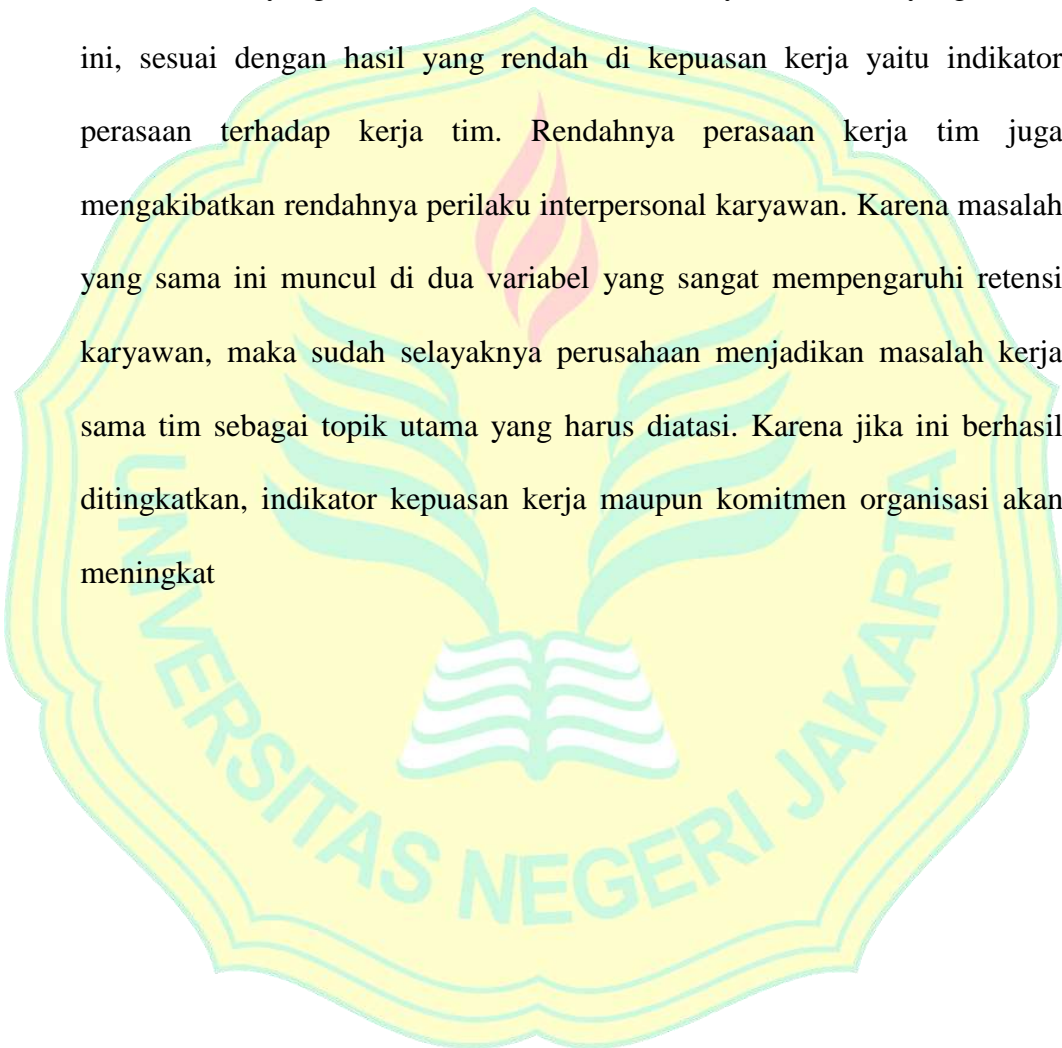 ini, sesuai dengan hasil yang rendah di kepuasan kerja yaitu indikator
perasaan terhadap kerja tim. Rendahnya perasaan kerja tim juga
mengakibatkan rendahnya perilaku interpersonal karyawan. Karena masalah
yang sama ini muncul di dua variabel yang sangat mempengaruhi retensi
karyawan, maka sudah selayaknya perusahaan menjadikan masalah kerja
sama tim sebagai topik utama yang harus diatasi. Karena jika ini berhasil
ditingkatkan, indikator kepuasan kerja maupun komitmen organisasi akan
meningkat
UNIVERSITAS NEGERI JAKARTA